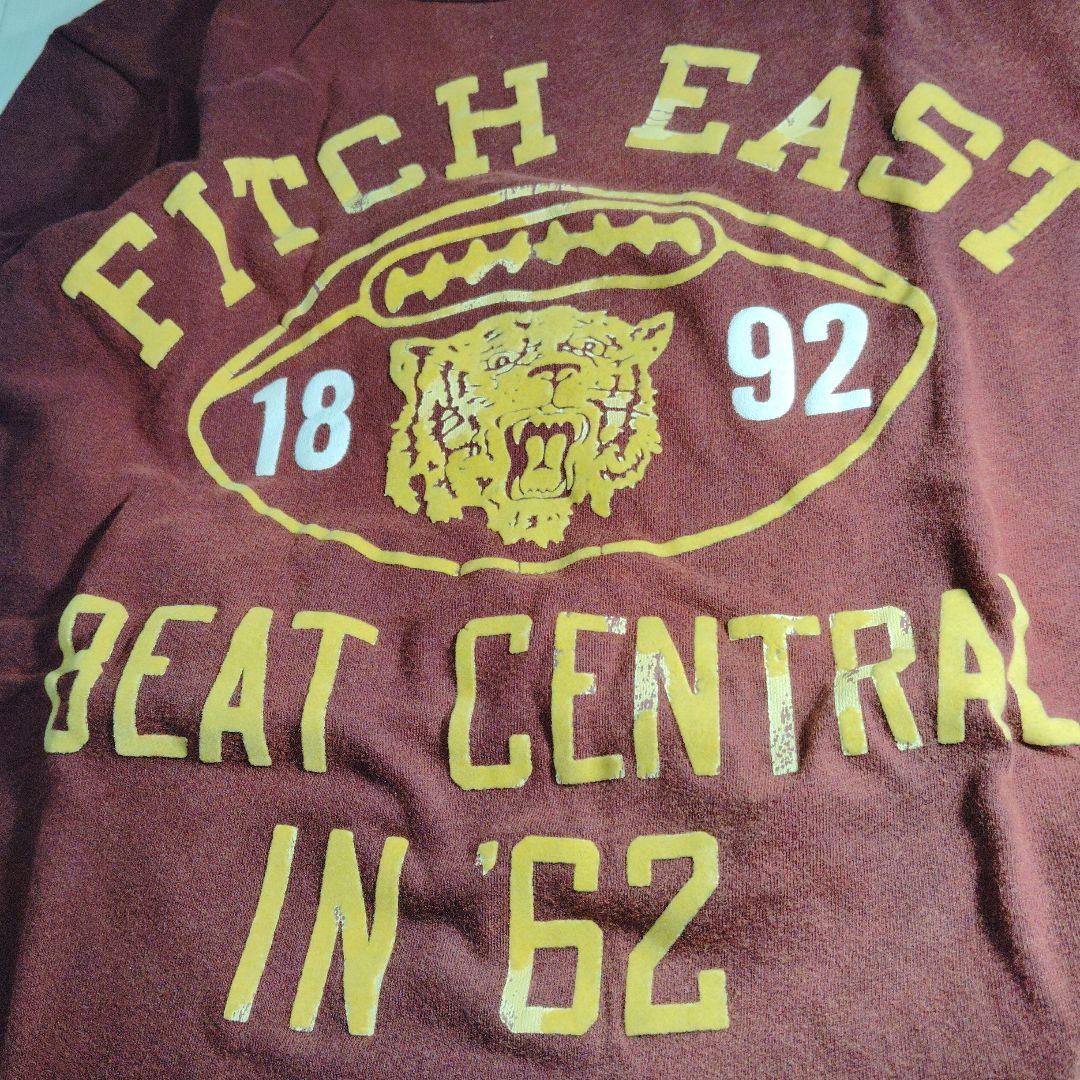 FITCH EAST
18 92
BEAT CENTRAL
IN '62